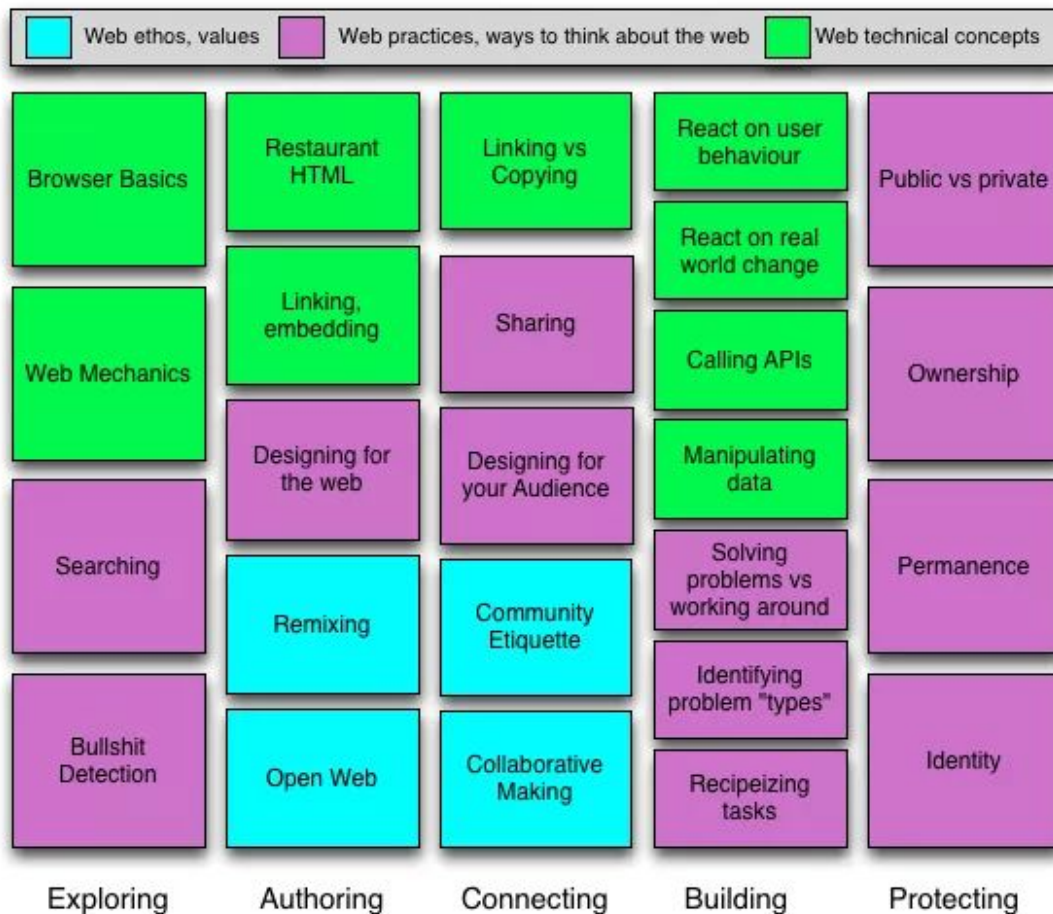 Web ethos, values
Web practices, ways to think about the web
Web technical concepts
Browser Basics
Web Mechanics
Searching
Bullshit
Detection
Exploring
Restaurant
HTML
Linking,
embedding
Designing for
the web
Remixing
Open Web
Authoring
Linking vs
Copying
Sharing
Designing for
your Audience
Community
Etiquette
Collaborative
Making
Connecting
React on user
behaviour
React on real
world change
Calling APIs
Manipulating
data
Solving
problems vs
working around
Identifying
problem "types"
Recipeizing
tasks
Building
Public vs private
Ownership
Permanence
Identity
Protecting